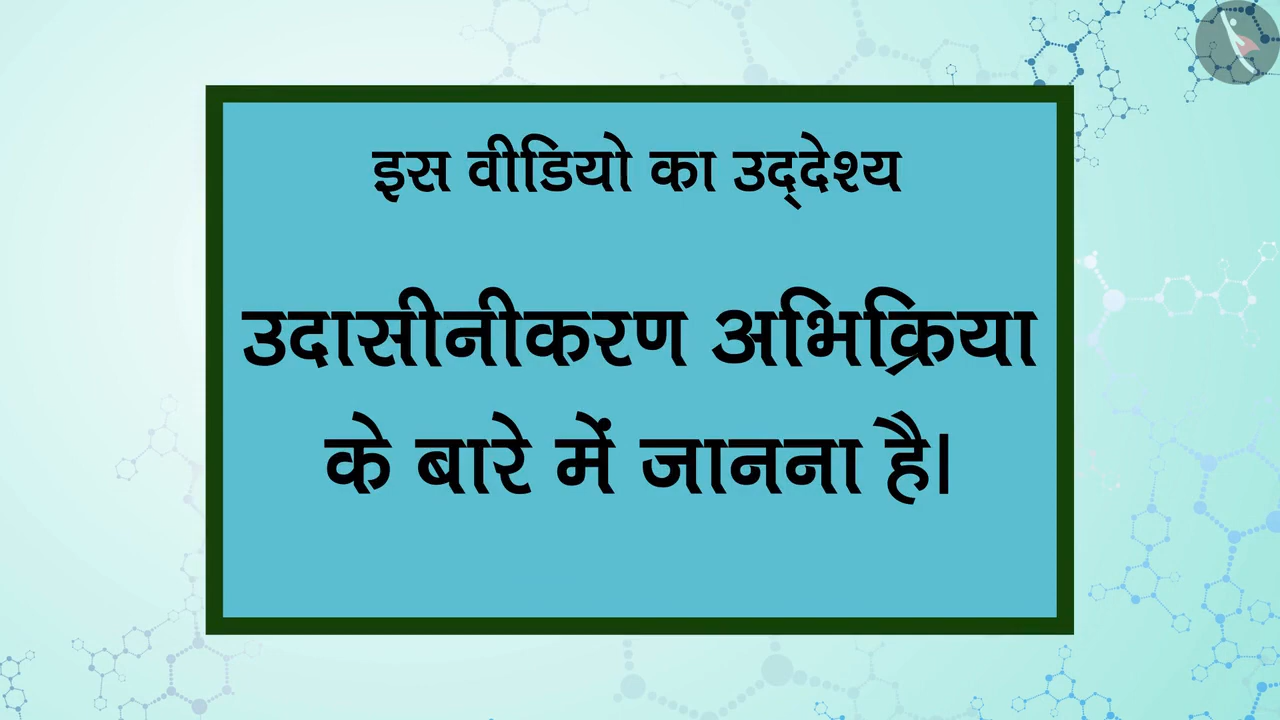 इस वीडियो का उद्‌देश्य
उदासीनीकरण अभिक्रिया
के बारे में जानना है।